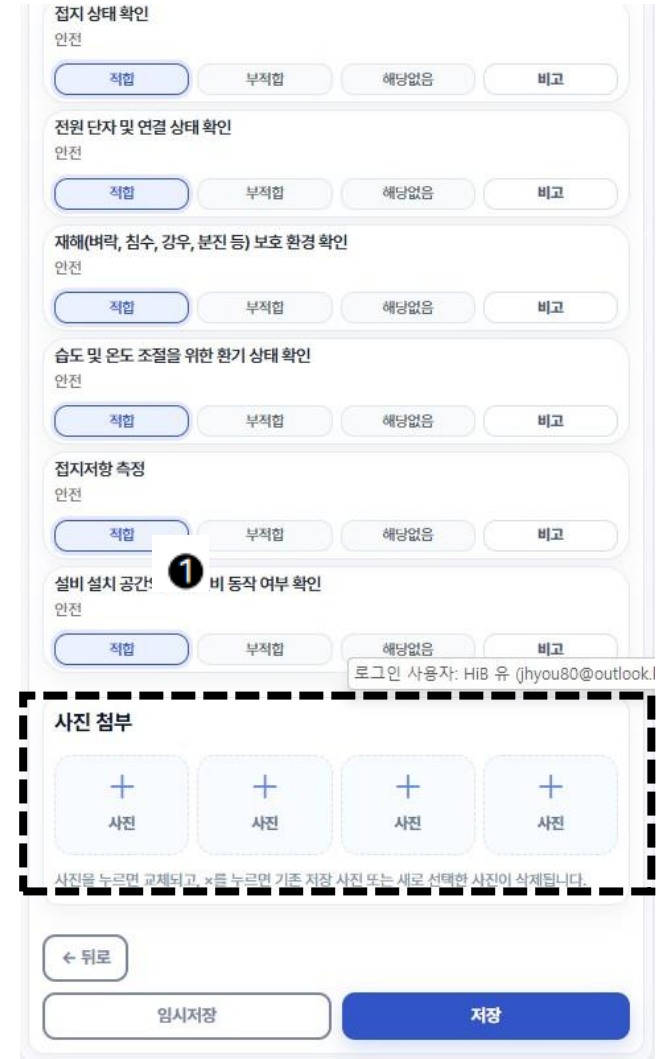 접지 상태 확인
안전
적합 부적합 해당없음 비고
전원 단자 및 연결 상태 확인
안전
적합 부적합 해당없음 비고
재해(벼락, 침수, 강우, 분진 등) 보호 환경 확인
안전
적합 부적합 해당없음 비고
습도 및 온도 조절을 위한 환기 상태 확인
안전
적합 부적합 해당없음 비고
접지저항 측정
안전
적합 부적합 해당없음 비고
❶
설비 설치 공간 비 동작 여부 확인
안전
적합 부적합 해당없음 비고
로그인 사용자: HiB 유 (jhyou80@outlook.
사진 첨부
+ + + +
사진 사진 사진 사진
사진을 누르면 교체되고, ×를 누르면 기존 저장 사진 또는 새로 선택한 사진이 삭제됩니다.
← 뒤로
임시저장 저장